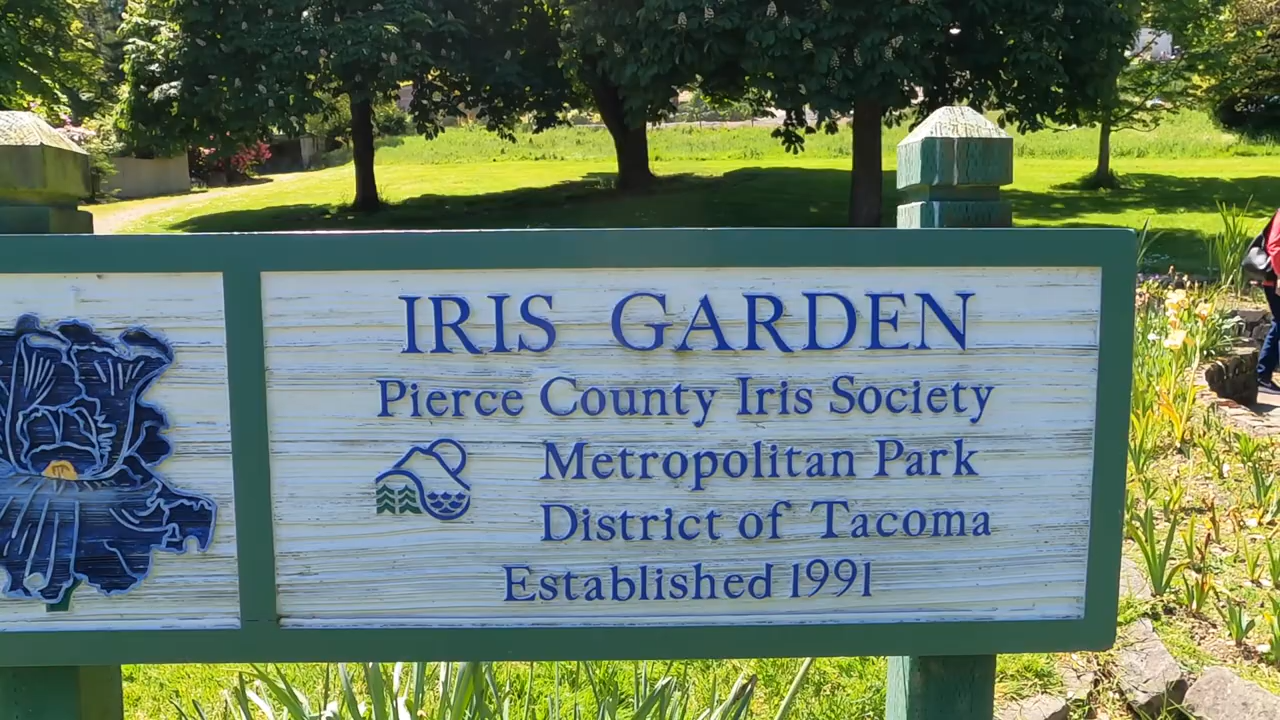 IRIS GARDEN
Pierce County Iris Society
Metropolitan Park
District of Tacoma
Established 1991